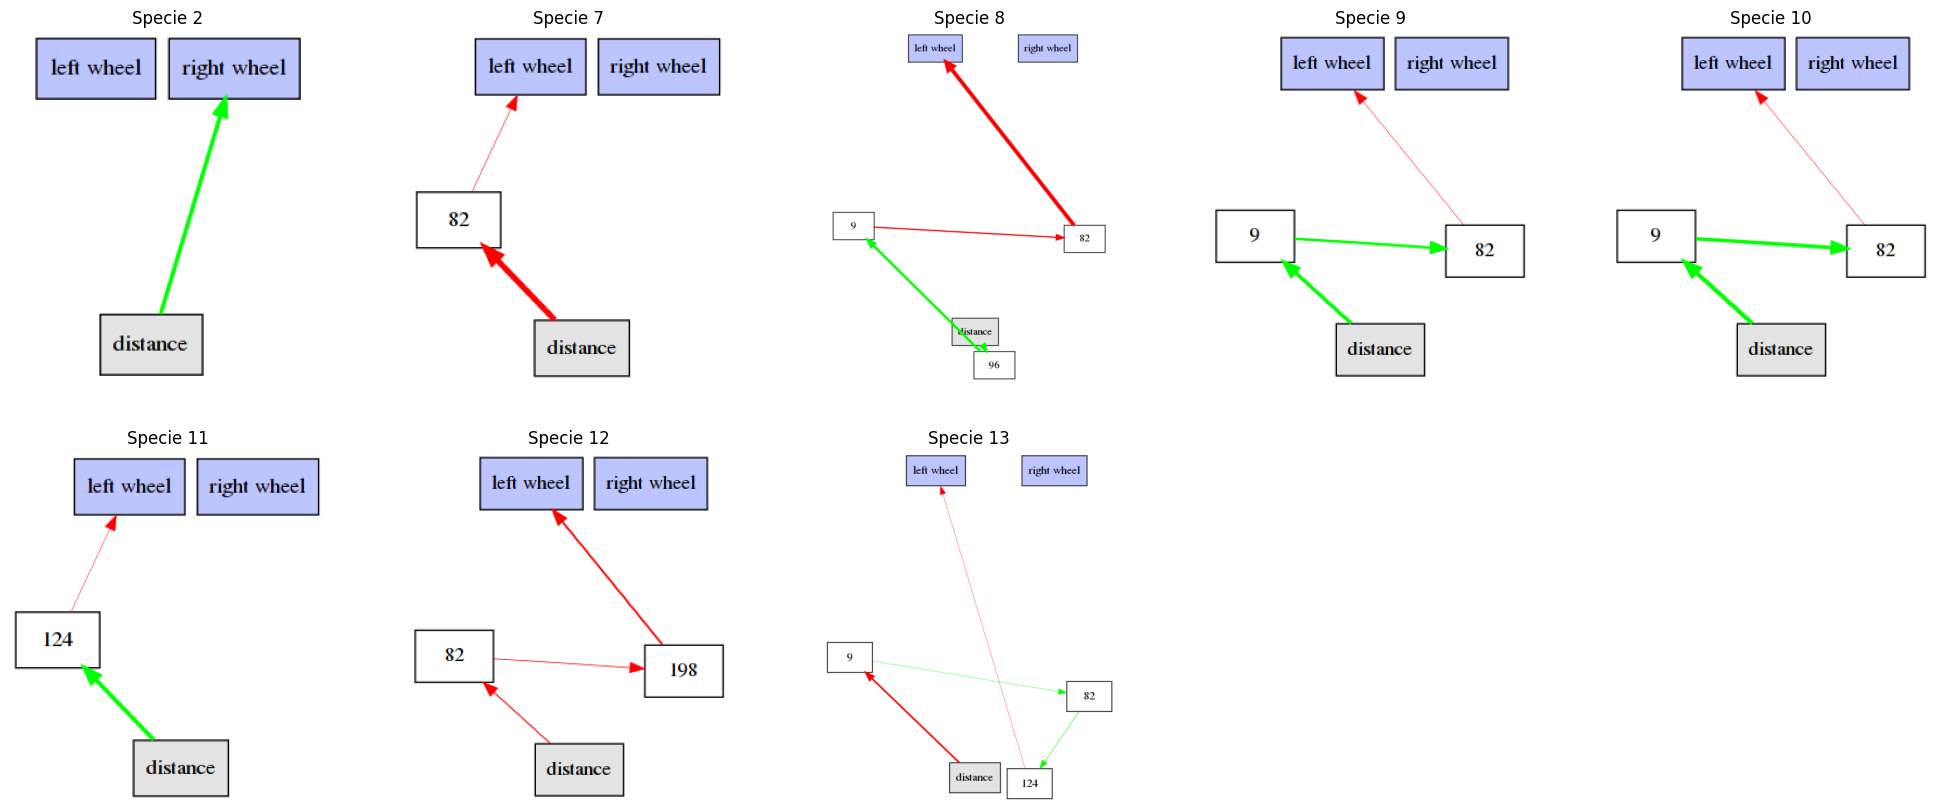 Specie 2
left wheel
right wheel
distance
Specie 7
left wheel
right wheel
82
distance
Specie 8
left wheel
right wheel
9
82
distance
96
Specie 9
left wheel
right wheel
9
82
distance
Specie 10
left wheel
right wheel
9
82
distance
Specie 11
left wheel
right wheel
124
distance
Specie 12
left wheel
right wheel
82
198
distance
Specie 13
left wheel
right wheel
9
82
distance
124